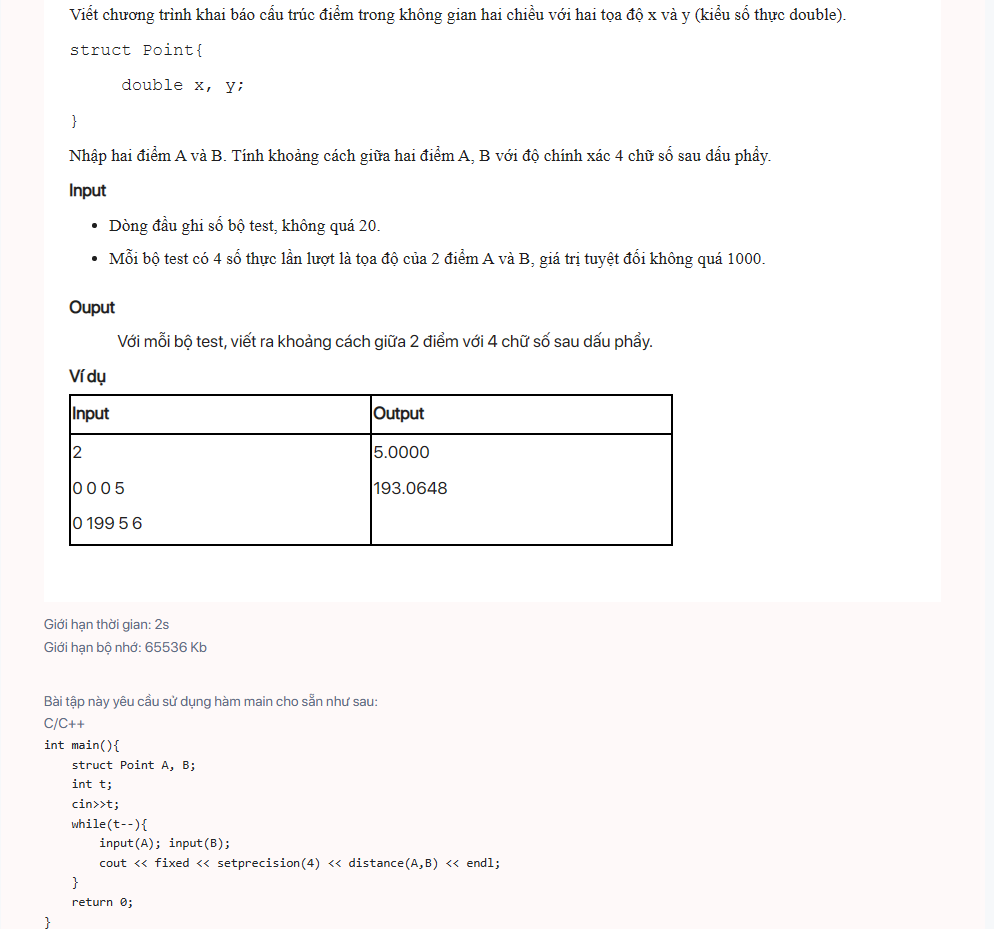 Viết chương trình khai báo cấu trúc điểm trong không gian hai chiều với hai tọa độ x và y (kiểu số thực double).
struct Point{
double x, y;
}
Nhập hai điểm A và B. Tính khoảng cách giữa hai điểm A, B với độ chính xác 4 chữ số sau dấu phẩy.
Input
• Dòng đầu ghi số bộ test, không quá 20.
• Mỗi bộ test có 4 số thực lần lượt là tọa độ của 2 điểm A và B, giá trị tuyệt đối không quá 1000.
Ouput
Với mỗi bộ test, viết ra khoảng cách giữa 2 điểm với 4 chữ số sau dấu phẩy.
Ví dụ
Input Output
2 5.0000
0 0 0 5 193.0648
0 199 5 6
Giới hạn thời gian: 2s
Giới hạn bộ nhớ: 65536 Kb
Bài tập này yêu cầu sử dụng hàm main cho sẵn như sau:
C/C++
int main(){
struct Point A, B;
int t;
cin>>t;
while(t--){
input(A); input(B);
cout << fixed << setprecision(4) << distance(A,B) << endl;
}
return 0;
}